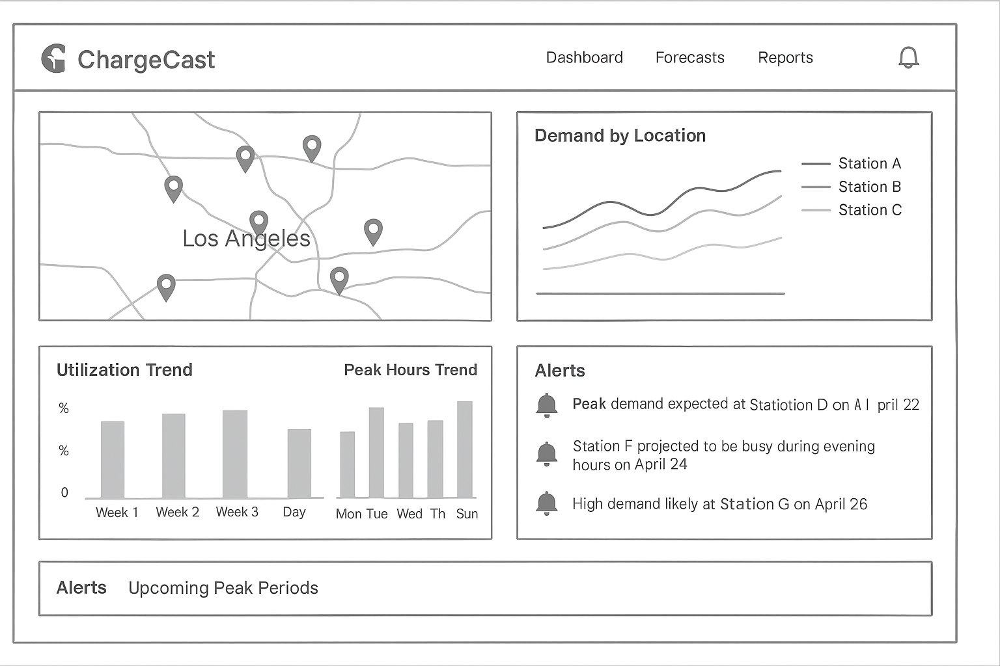 ChargeCast
Dashboard Forecasts Reports
Los Angeles
Demand by Location
Station A
Station B
Station C
Utilization Trend
%
%
0
Week 1 Week 2 Week 3 Day
Peak Hours Trend
Mon Tue Wed Th Sun
Alerts
Peak demand expected at Statiotion D on A l pril 22
Station F projected to be busy during evening
hours on April 24
High demand likely at Station G on April 26
Alerts Upcoming Peak Periods